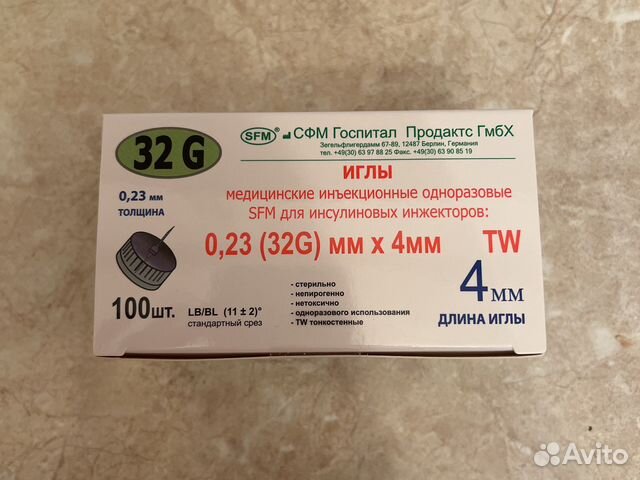 32 G
SFM ® СФМ Госпитал Продактс ГмбХ
Зегельфлигердамм 67-89, 12487 Берлин, Германия
тел. +49(30) 63 97 88 25 Факс. +49(30) 63 90 85 19
ИГЛЫ
медицинские инъекционные одноразовые
SFM для инсулиновых инжекторов:
0,23 мм
ТОЛЩИНА
0,23 (32G) мм x 4мм TW
100шт.
LB/BL (11 ± 2)°
стандартный срез
- стерильно
- непирогенно
- нетоксично
- одноразового использования
- TW тонкостенные
4мм
ДЛИНА ИГЛЫ
Avito